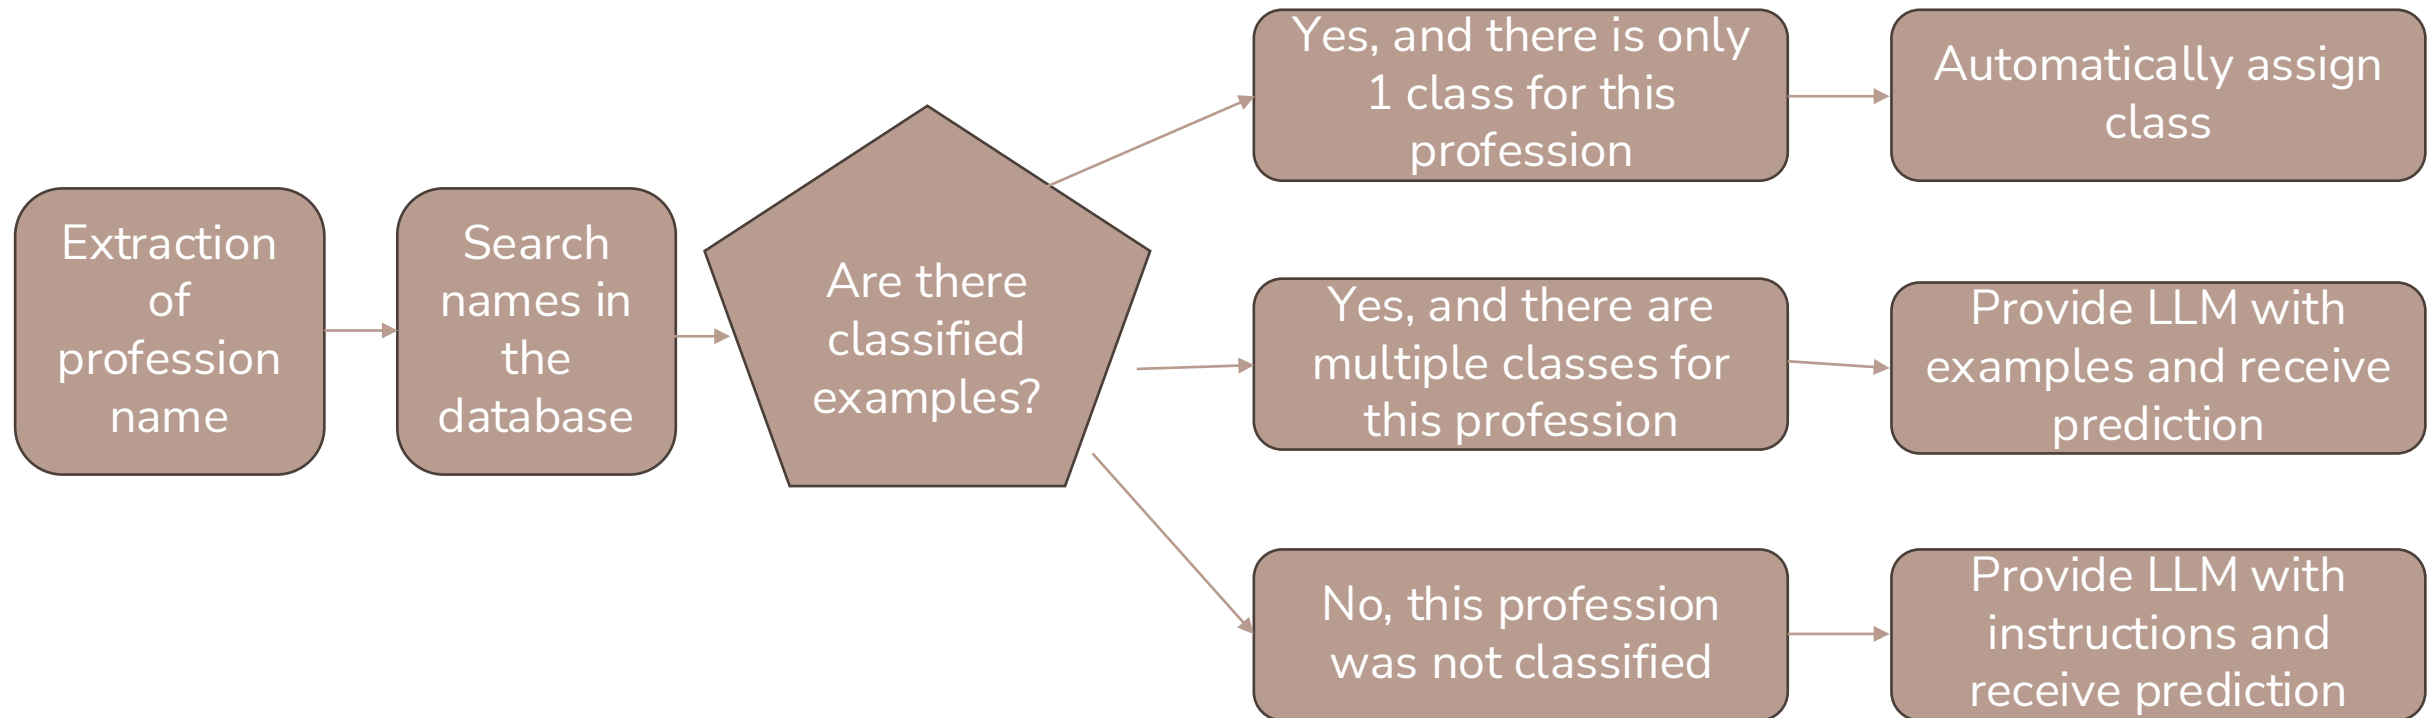 Extraction
of
profession
name
Search
names in
the
database
Are there
classified
examples?
Yes, and there is only
1 class for this
profession
Automatically assign
class
Yes, and there are
multiple classes for
this profession
Provide LLM with
examples and receive
prediction
No, this profession
was not classified
Provide LLM with
instructions and
receive prediction